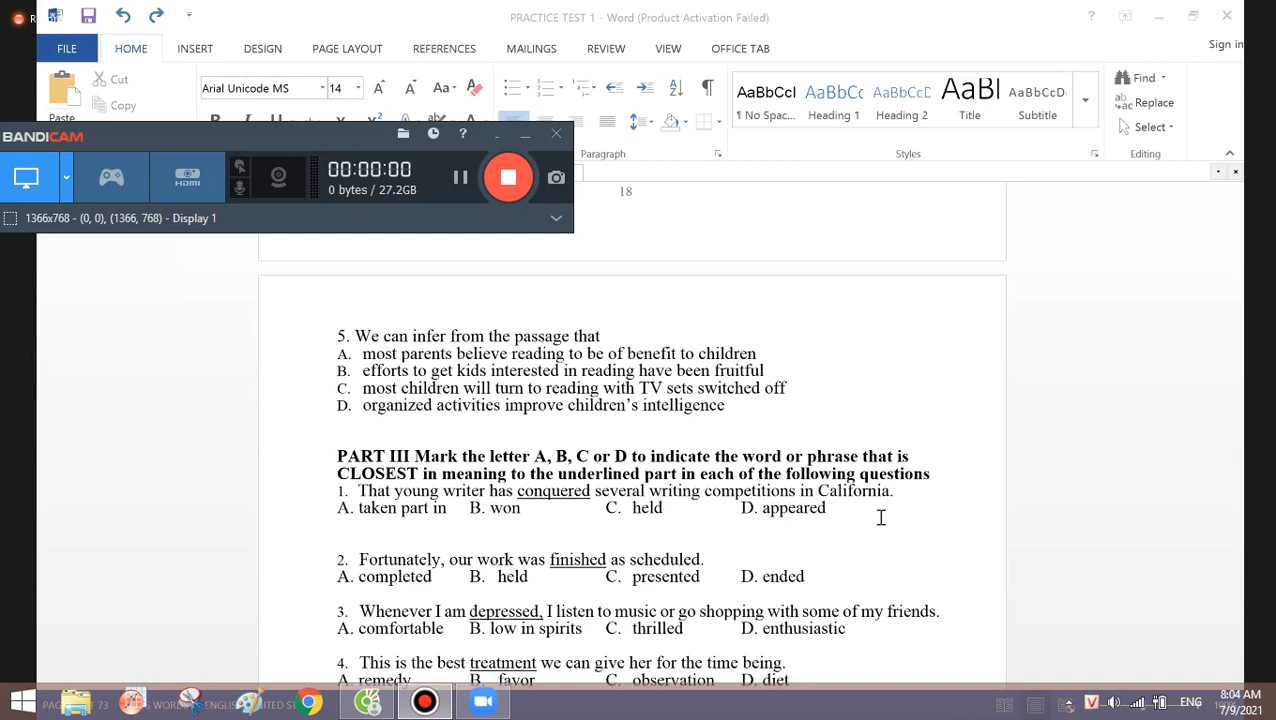 PRACTICE TEST 1 - Word (Product Activation Failed)
FILE HOME INSERT DESIGN PAGE LAYOUT REFERENCES MAILINGS REVIEW VIEW OFFICE TAB Sign in
Cut
Copy
Paste
Arial Unicode MS 14
Aa
AaBbCcI AaBbCc AaBbCcD AaBl AaBbCcD
¶ No Spac... Heading 1 Heading 2 Title Subtitle
Find
Replace
Select
Paragraph Styles Editing
BANDICAM
HDMI
00:00:00
0 bytes / 27.2GB
1366x768 - (0, 0), (1366, 768) - Display 1
18
5. We can infer from the passage that
A. most parents believe reading to be of benefit to children
B. efforts to get kids interested in reading have been fruitful
C. most children will turn to reading with TV sets switched off
D. organized activities improve children’s intelligence
PART III Mark the letter A, B, C or D to indicate the word or phrase that is
CLOSEST in meaning to the underlined part in each of the following questions
1. That young writer has conquered several writing competitions in California.
A. taken part in B. won C. held D. appeared
2. Fortunately, our work was finished as scheduled.
A. completed B. held C. presented D. ended
3. Whenever I am depressed, I listen to music or go shopping with some of my friends.
A. comfortable B. low in spirits C. thrilled D. enthusiastic
4. This is the best treatment we can give her for the time being.
A. remedy B. favor C. observation D. diet
OF 73
ENG
8:04 AM
7/9/2021